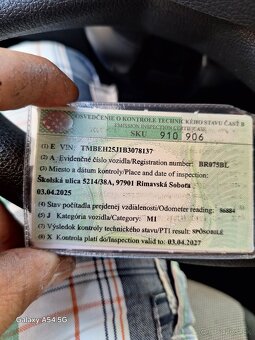 OSVEDČENIE O KONTROLE TECHNICKÉHO STAVU ČASŤ B
EMISSION INSPECTION CERTIFICATE
SKU 910 906
(1) E VIN: TMBEH25J1B3078137
(2) A Evidenčné číslo vozidla/Registration number: BR075BL
(3) Miesto a dátum kontroly/Place and date of inspection:
Školská ulica 5214/38A, 97901 Rimavská Sobota
03.04.2025
(4) Stav počítadla prejdenej vzdialenosti/Odometer reading: 86884
(5) J Kategória vozidla/Category: M1
(7) Výsledok kontroly technického stavu/PTI result: SPÔSOBILÉ
(8) X Kontrola platí do/Inspection valid to: 03.04.2027
Galaxy A54 5G